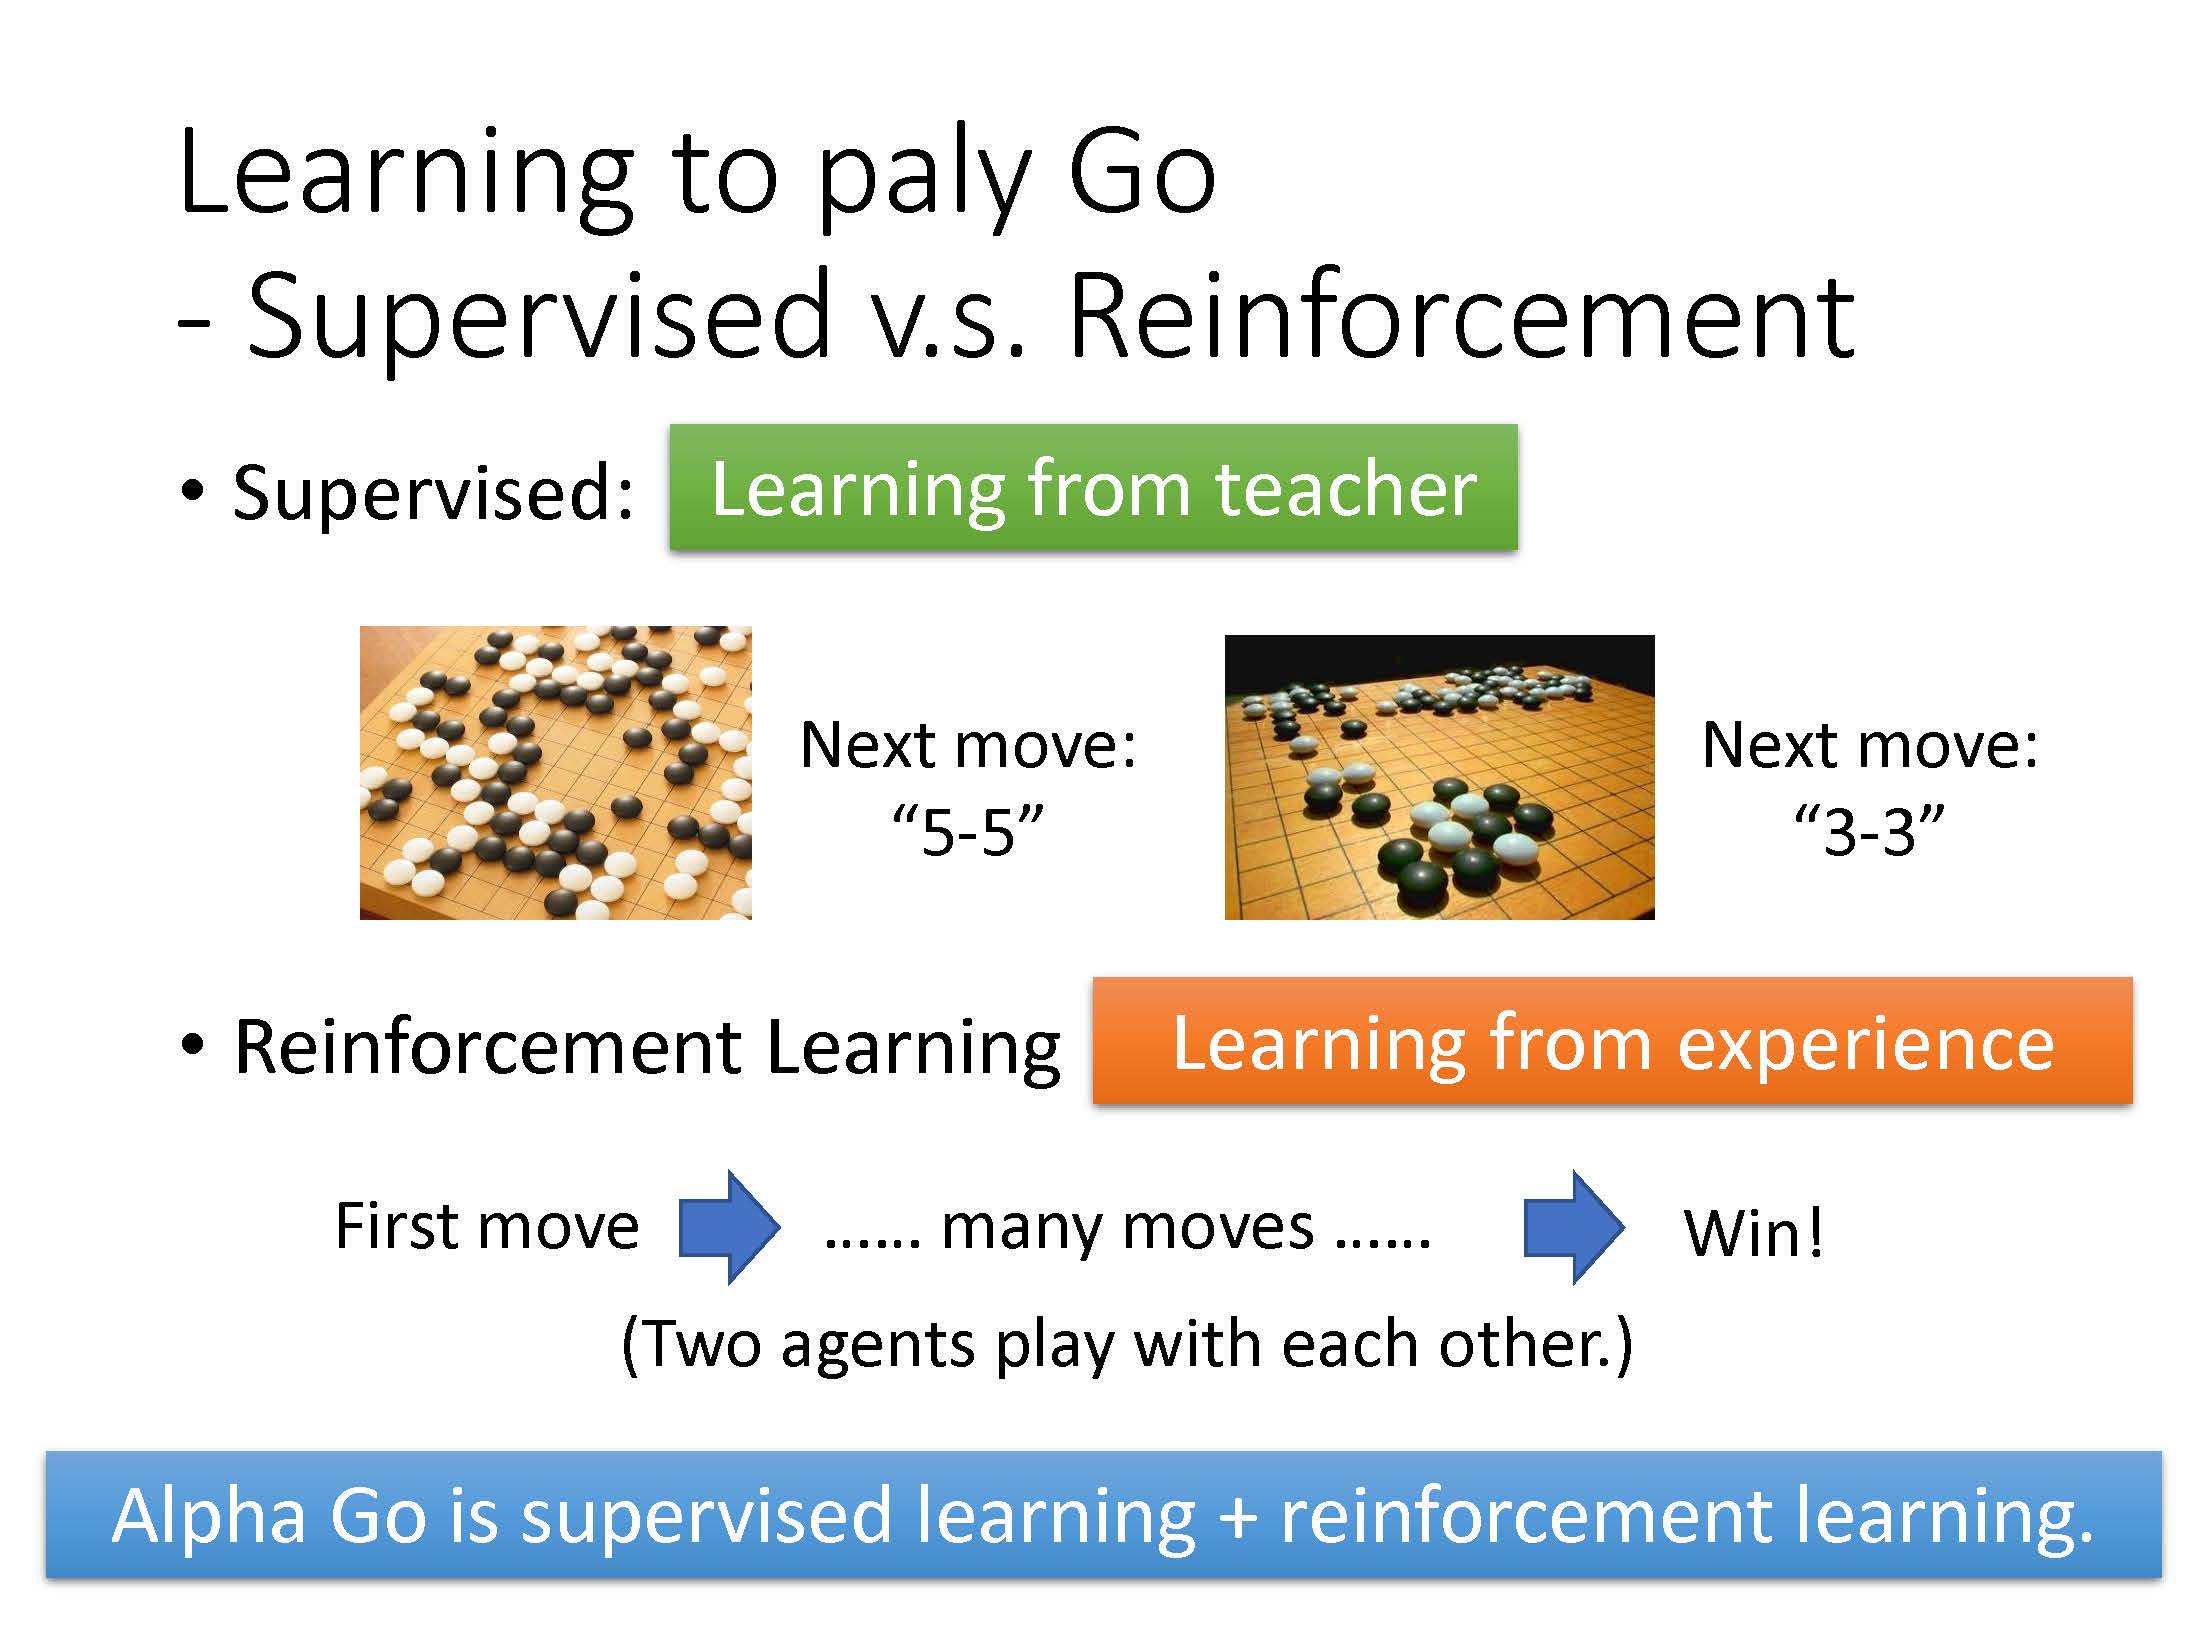 Learning to paly Go
- Supervised v.s. Reinforcement
• Supervised: Learning from teacher
Next move:
“5-5”
Next move:
“3-3”
• Reinforcement Learning Learning from experience
First move ...... many moves ...... Win!
(Two agents play with each other.)
Alpha Go is supervised learning + reinforcement learning.